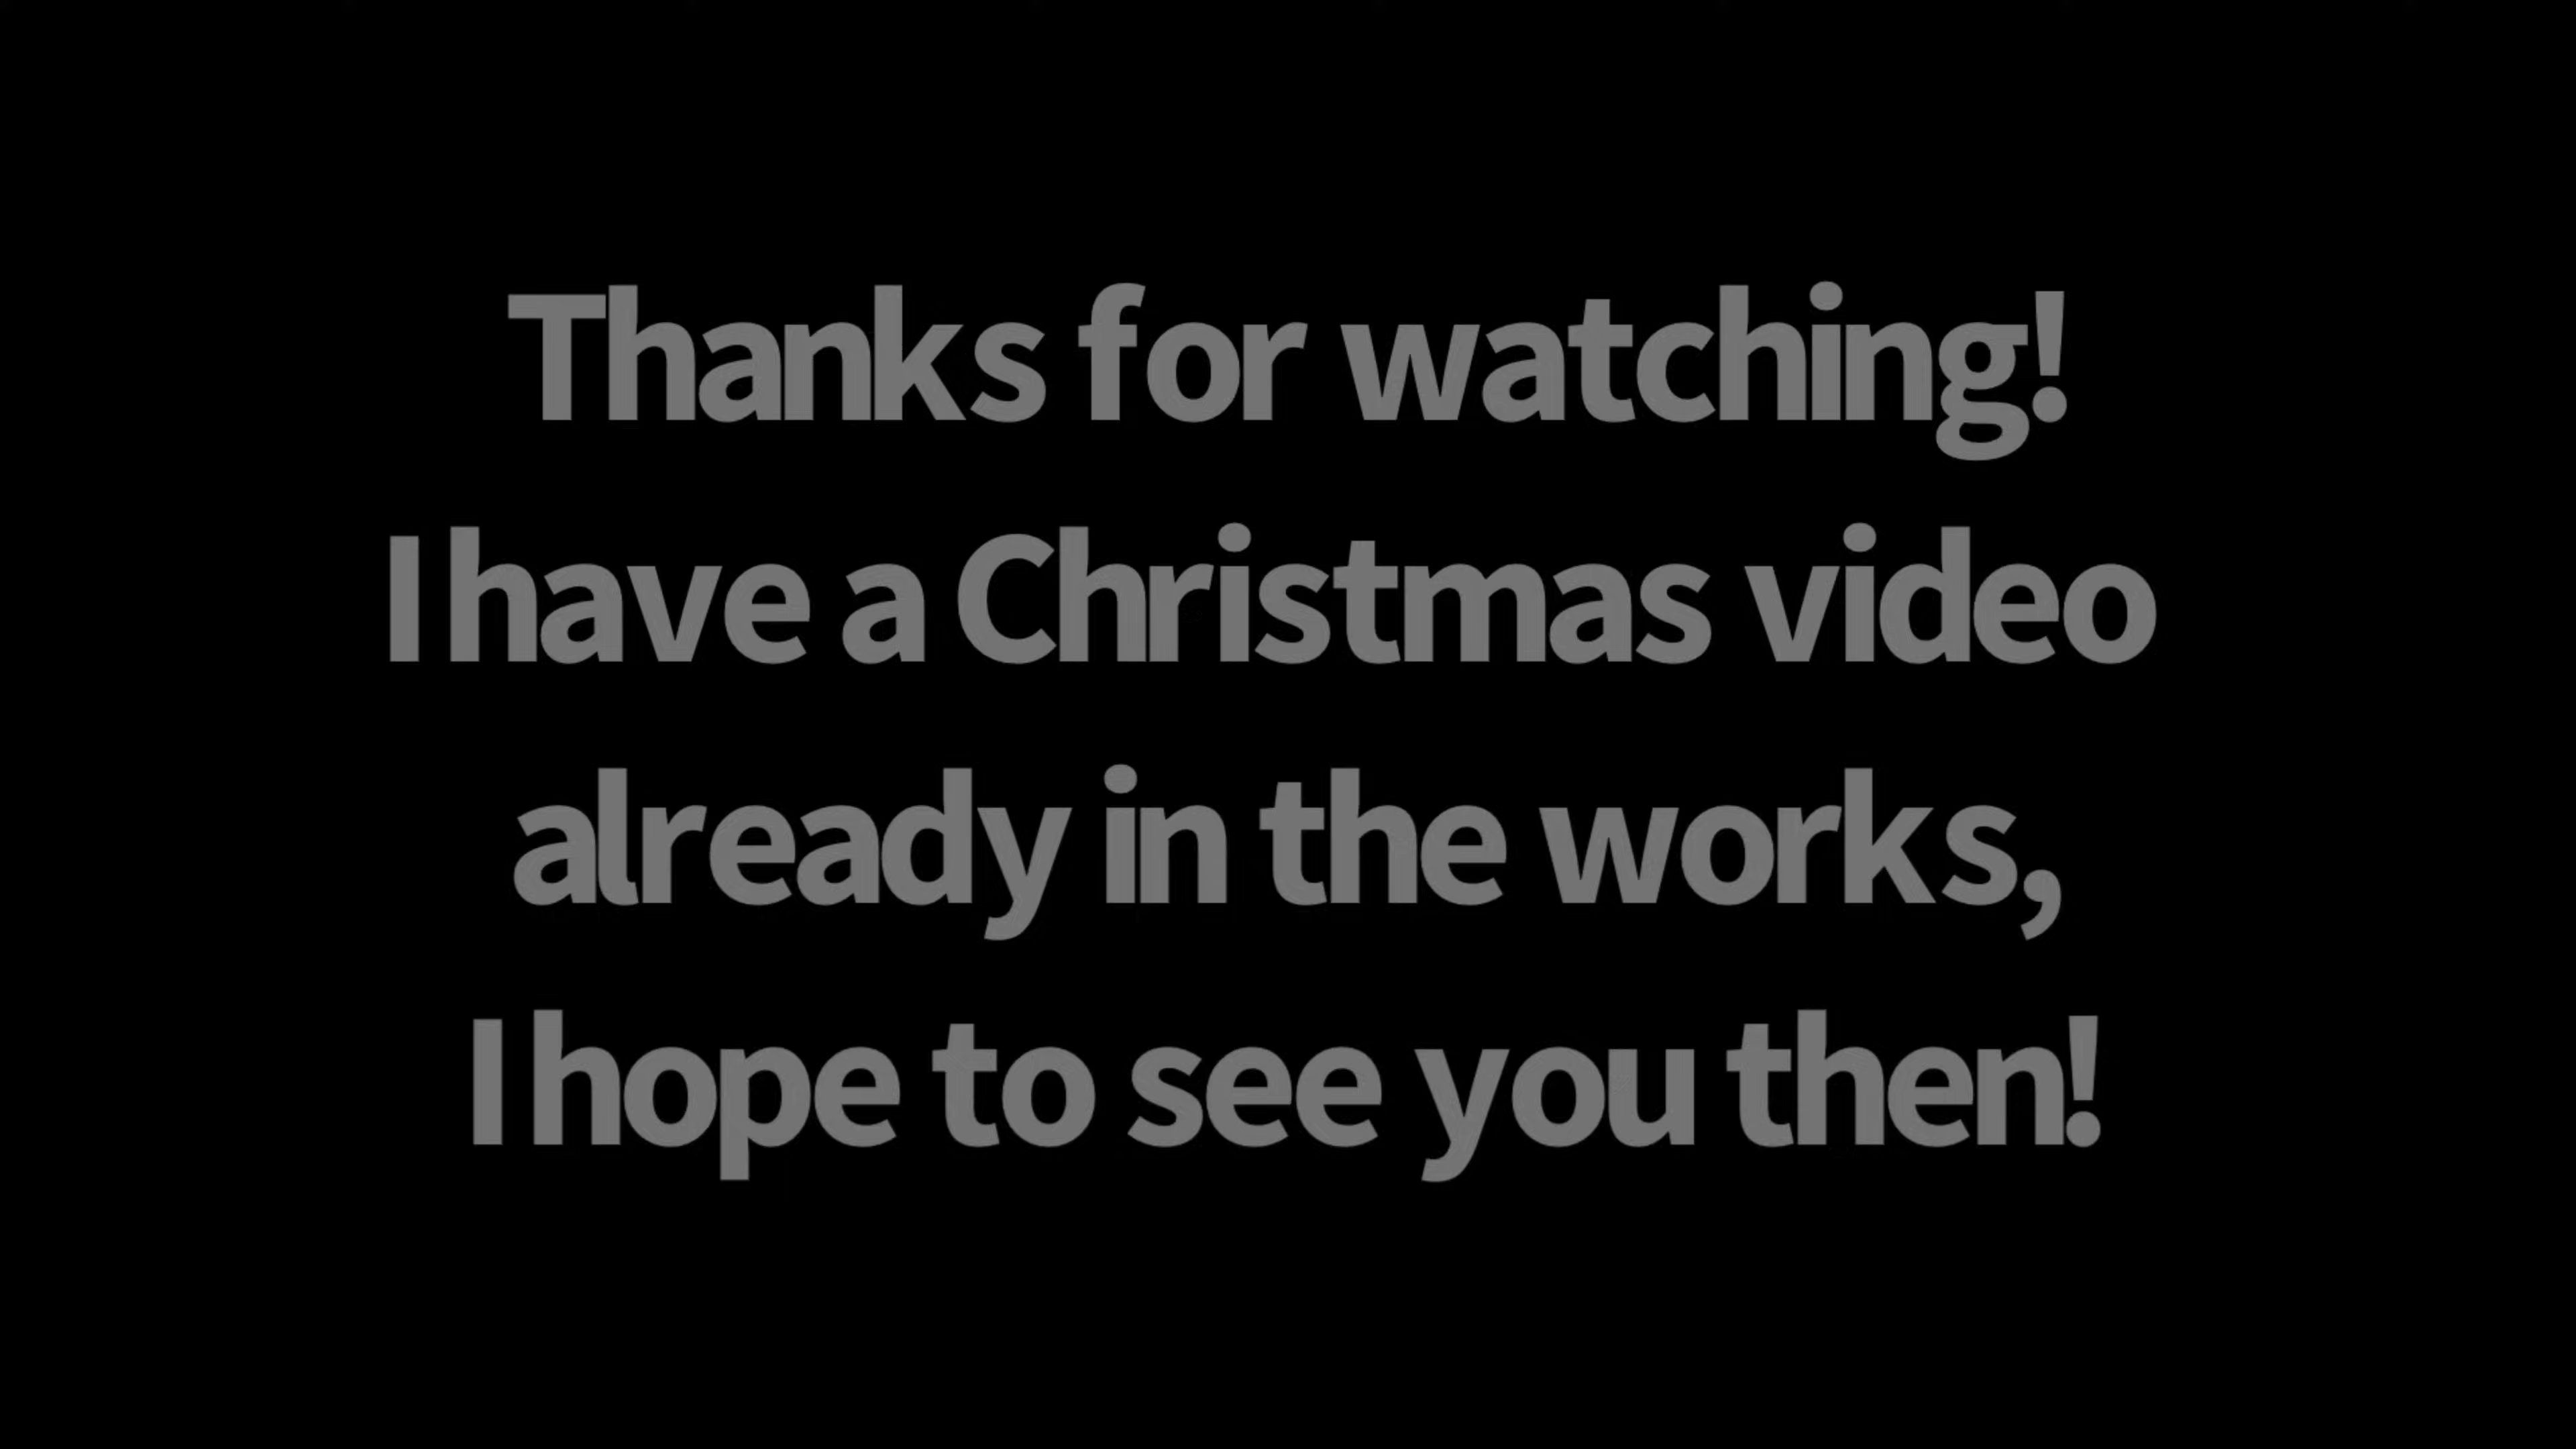 Thanks for watching!
I have a Christmas video
already in the works,
I hope to see you then!